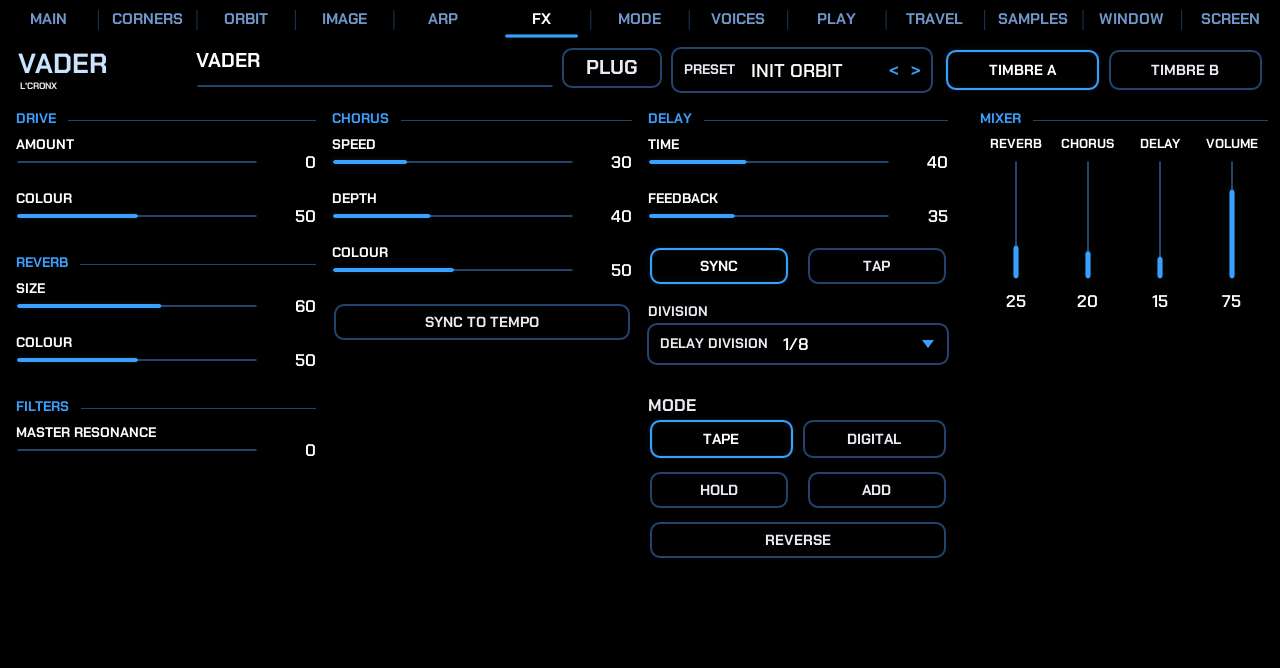 MAIN CORNERS ORBIT IMAGE ARP FX MODE VOICES PLAY TRAVEL SAMPLES WINDOW SCREEN
VADER
L'CRONX
VADER
PLUG
PRESET INIT ORBIT < >
TIMBRE A
TIMBRE B
DRIVE
AMOUNT
0
COLOUR
50
REVERB
SIZE
60
COLOUR
50
FILTERS
MASTER RESONANCE
0
CHORUS
SPEED
30
DEPTH
40
COLOUR
50
SYNC TO TEMPO
DELAY
TIME
40
FEEDBACK
35
SYNC TAP
DIVISION
DELAY DIVISION 1/8
MODE
TAPE DIGITAL
HOLD ADD
REVERSE
MIXER
REVERB CHORUS DELAY VOLUME
25 20 15 75